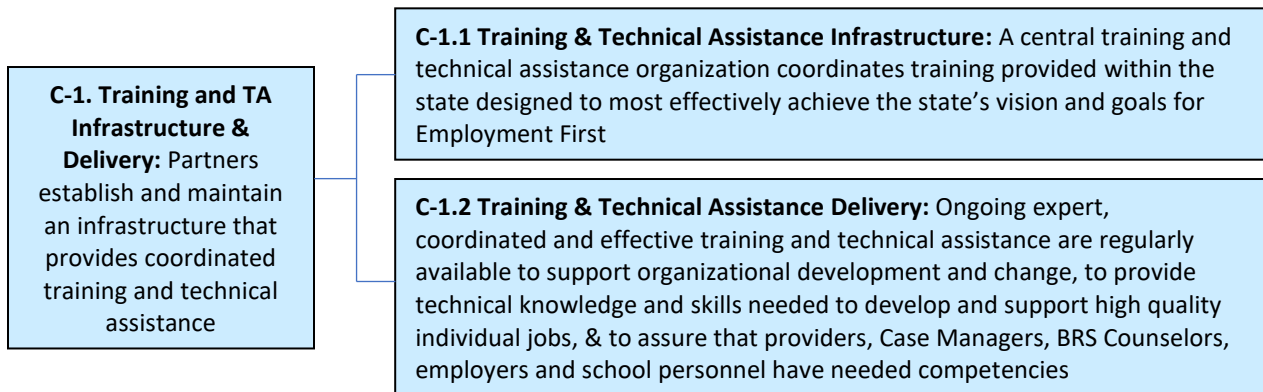 C-1. Training and TA
Infrastructure &
Delivery: Partners
establish and maintain
an infrastructure that
provides coordinated
training and technical
assistance
C-1.1 Training & Technical Assistance Infrastructure: A central training and
technical assistance organization coordinates training provided within the
state designed to most effectively achieve the state’s vision and goals for
Employment First
C-1.2 Training & Technical Assistance Delivery: Ongoing expert,
coordinated and effective training and technical assistance are regularly
available to support organizational development and change, to provide
technical knowledge and skills needed to develop and support high quality
individual jobs, & to assure that providers, Case Managers, BRS Counselors,
employers and school personnel have needed competencies